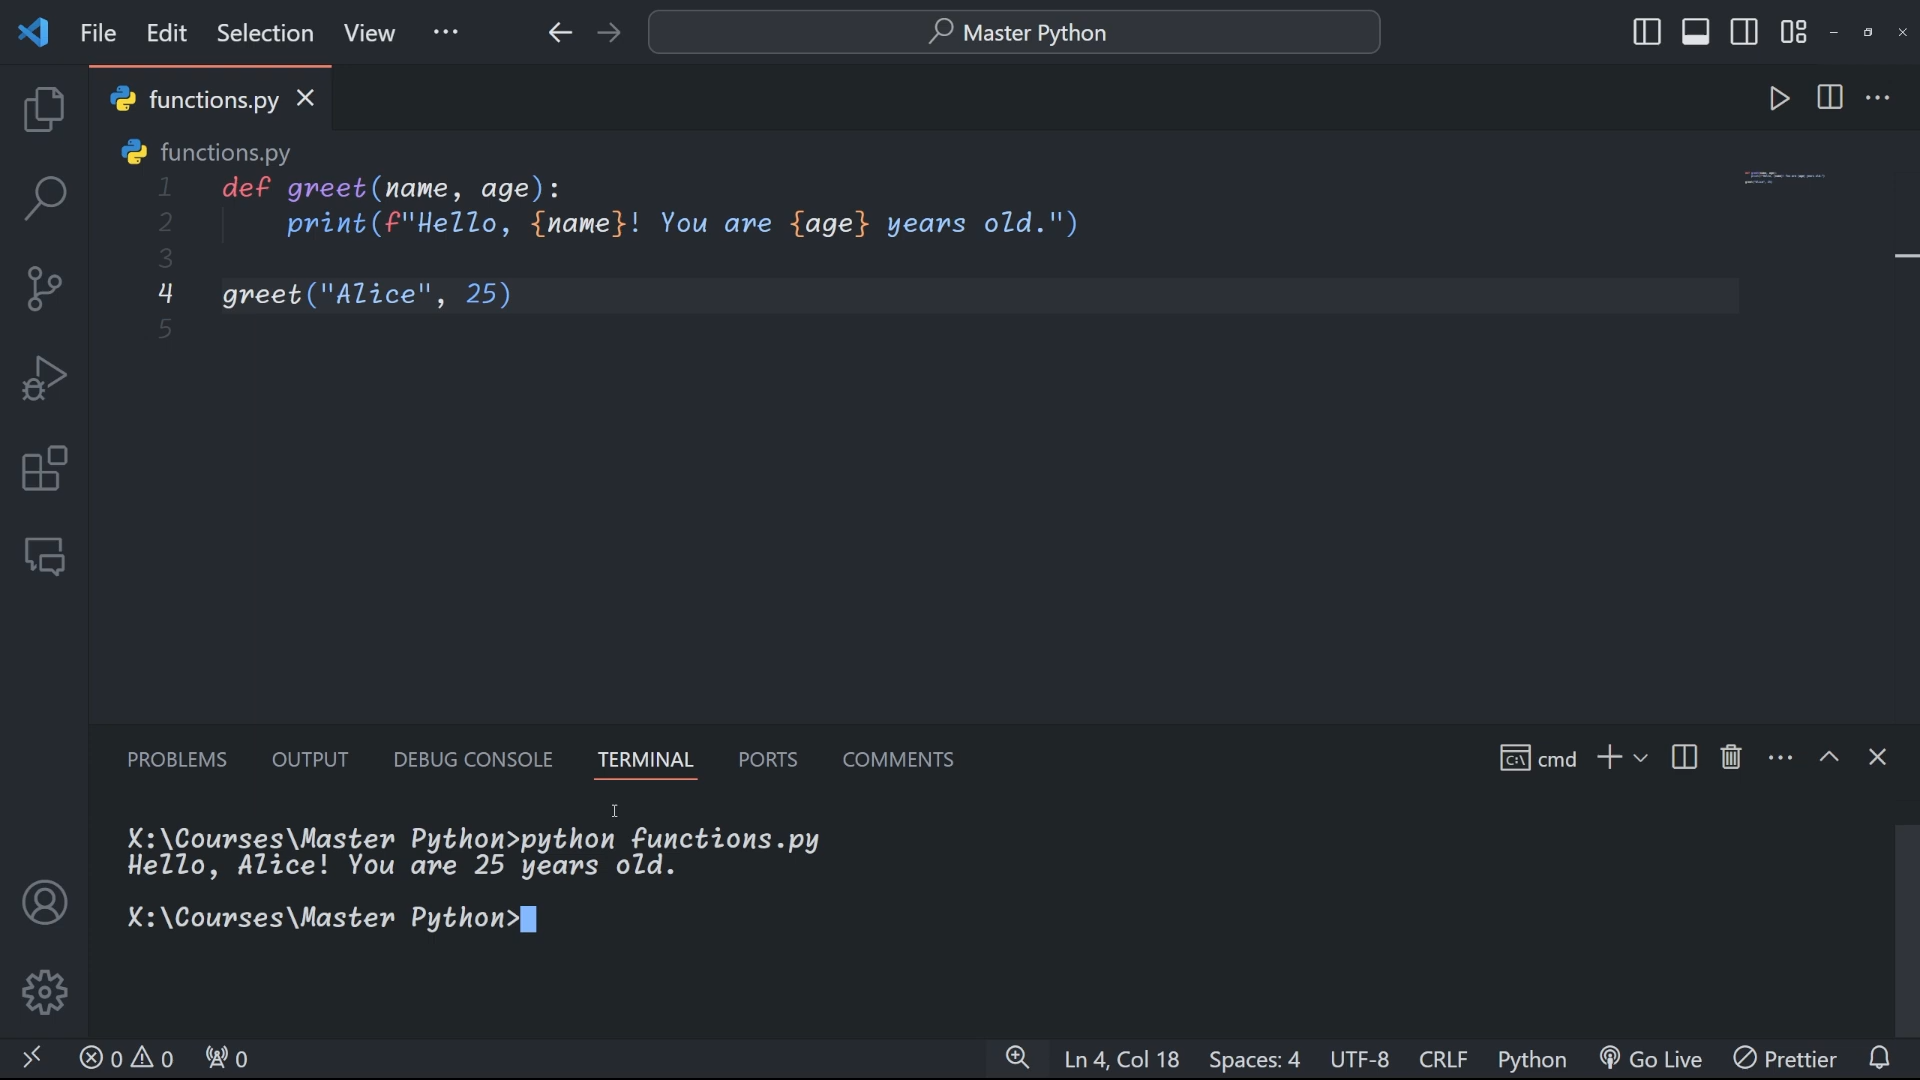 File Edit Selection View ··· Master Python
functions.py
functions.py
1 def greet(name, age):
2     print(f"Hello, {name}! You are {age} years old.")
3
4 greet("Alice", 25)
5
PROBLEMS OUTPUT DEBUG CONSOLE TERMINAL PORTS COMMENTS cmd
X:\Courses\Master Python>python functions.py
Hello, Alice! You are 25 years old.
X:\Courses\Master Python>
0 0 0 Ln 4, Col 18 Spaces: 4 UTF-8 CRLF Python Go Live Prettier